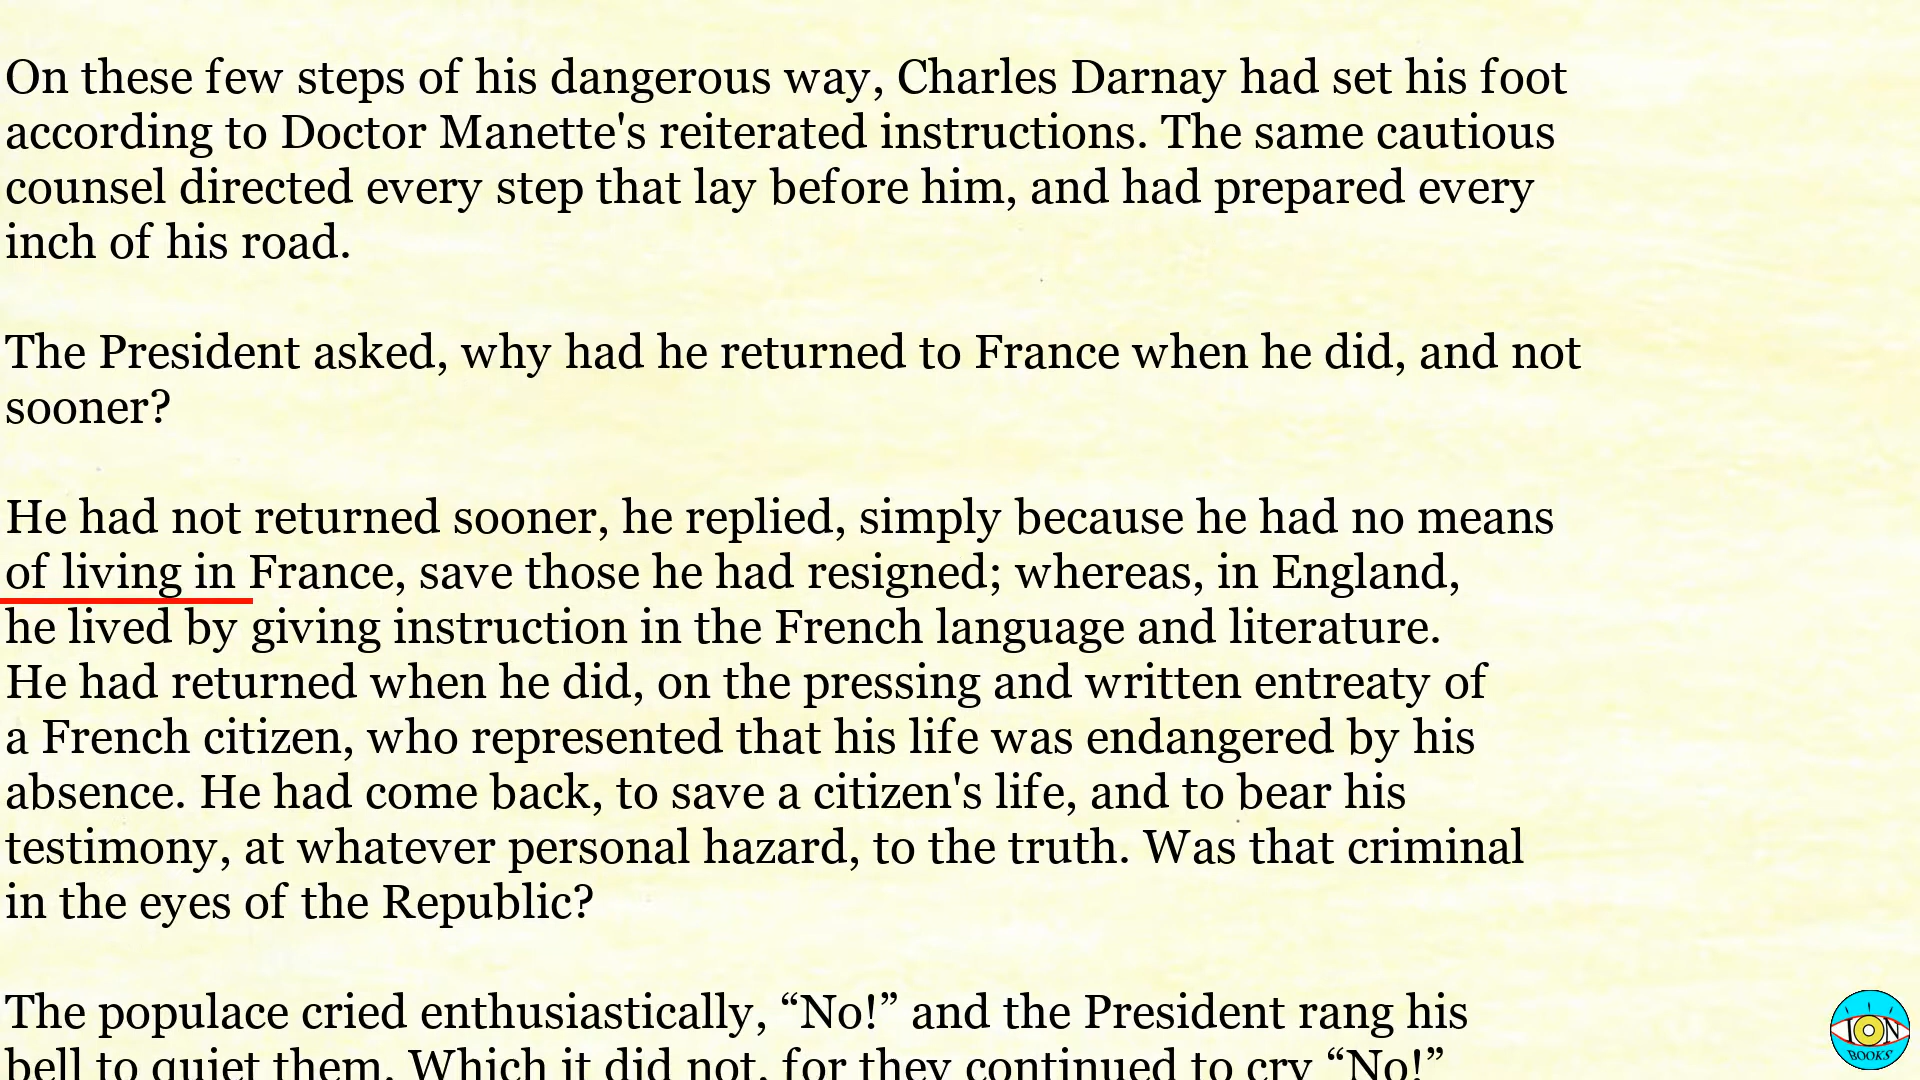 On these few steps of his dangerous way, Charles Darnay had set his foot
according to Doctor Manette's reiterated instructions. The same cautious
counsel directed every step that lay before him, and had prepared every
inch of his road.
The President asked, why had he returned to France when he did, and not
sooner?
He had not returned sooner, he replied, simply because he had no means
of living in France, save those he had resigned; whereas, in England,
he lived by giving instruction in the French language and literature.
He had returned when he did, on the pressing and written entreaty of
a French citizen, who represented that his life was endangered by his
absence. He had come back, to save a citizen's life, and to bear his
testimony, at whatever personal hazard, to the truth. Was that criminal
in the eyes of the Republic?
The populace cried enthusiastically, “No!” and the President rang his
bell to quiet them. Which it did not, for they continued to cry “No!”
ION
BOOKS